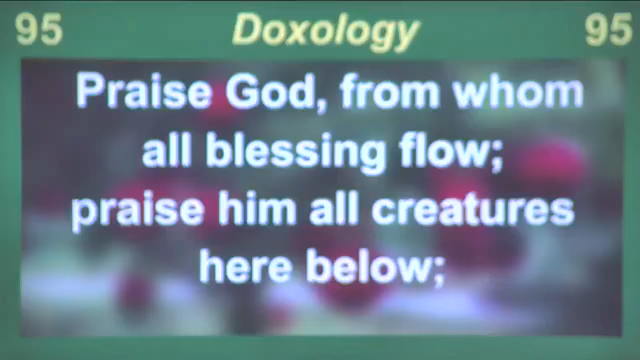 95 Doxology 95
Praise God, from whom
all blessing flow;
praise him all creatures
here below;